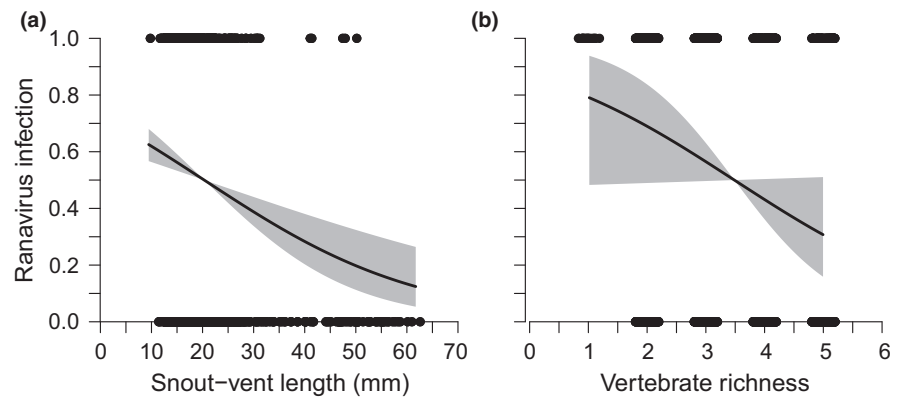 (a)
(b)
Ranavirus infection
1.0
0.8
0.6
0.4
0.2
0.0
0 10 20 30 40 50 60 70
Snout−vent length (mm)
0 1 2 3 4 5 6
Vertebrate richness